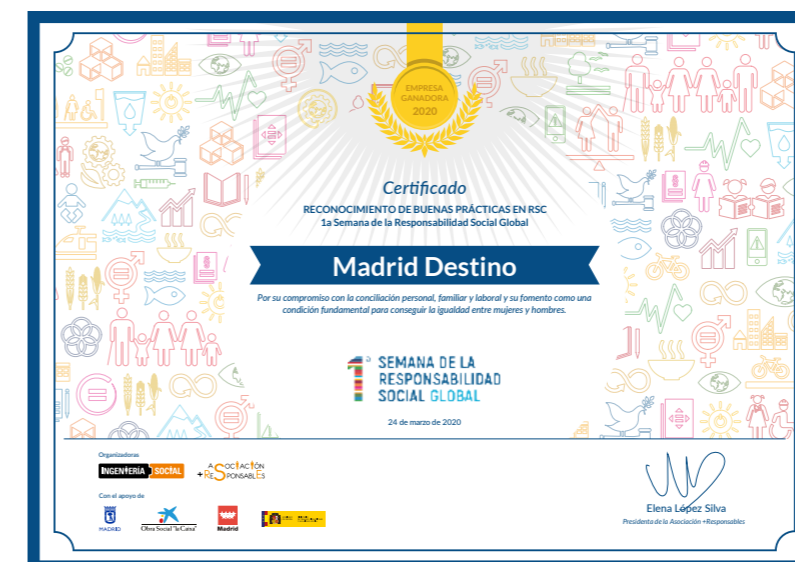 EMPRESA
GANADORA
2020
Certificado
RECONOCIMIENTO DE BUENAS PRÁCTICAS EN RSC
1a Semana de la Responsabilidad Social Global
Madrid Destino
Por su compromiso con la conciliación personal, familiar y laboral y su fomento como una
condición fundamental para conseguir la igualdad entre mujeres y hombres.
1ª SEMANA DE LA
RESPONSABILIDAD
SOCIAL GLOBAL
24 de marzo de 2020
Organizadoras
INGENIERÍA SOCIAL
ASOCIACIÓN
+RESPONSABLES
Con el apoyo de
MADRID
Obra Social "la Caixa"
Madrid
Elena López Silva
Presidenta de la Asociación +Responsables